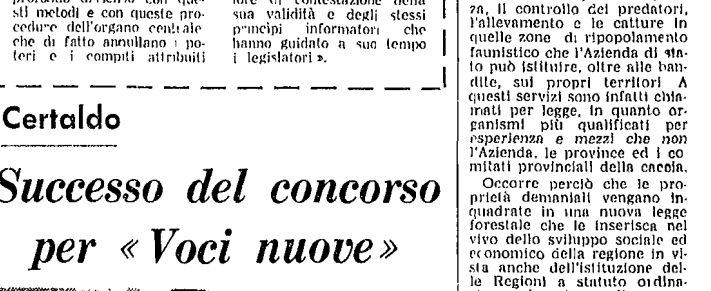 sti metodi e con queste pro-
cedure dell'organo centrale
che di fatto annullano i po-
teri e i compiti attribuiti
sua validità e degli stessi
principi informatori che
hanno guidato a suo tempo
i legislatori ».
Certaldo
Successo del concorso
per « Voci nuove »
za, il controllo dei predatori,
l'allevamento e le catture in
quelle zone di ripopolamento
faunistico che l'Azienda di sta-
to può istituire, oltre alle ban-
dite, sui propri territori A
questi servizi sono infatti chia-
mati per legge, in quanto or-
ganismi più qualificati per
esperienza e mezzi che non
l'Azienda, le province ed i co
mitati provinciali della caccia.
Occorre perciò che le pro-
prietà demaniali vengano in-
quadrate in una nuova legge
forestale che le inserisca nel
vivo dello sviluppo sociale ed
economico della regione in vi-
sta anche dell'istituzione del-
le Regioni a statuto ordina-